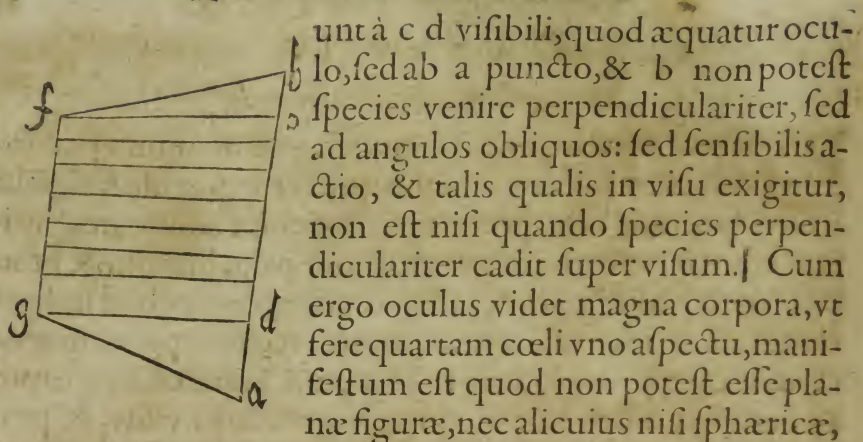 unt à c d visibili, quod æquatur ocu-
lo, sed ab a puncto, & b non potest
species venire perpendiculariter, sed
ad angulos obliquos: sed sensibilis a-
ctio, & talis qualis in visu exigitur,
non est nisi quando species perpen-
diculariter cadit super visum. | Cum
ergo oculus videt magna corpora, vt
fere quartam cœli vno aspectu, mani-
festum est quod non potest esse pla-
næ figuræ, nec alicuius nisi sphæricæ,
f
b
c
g
d
a